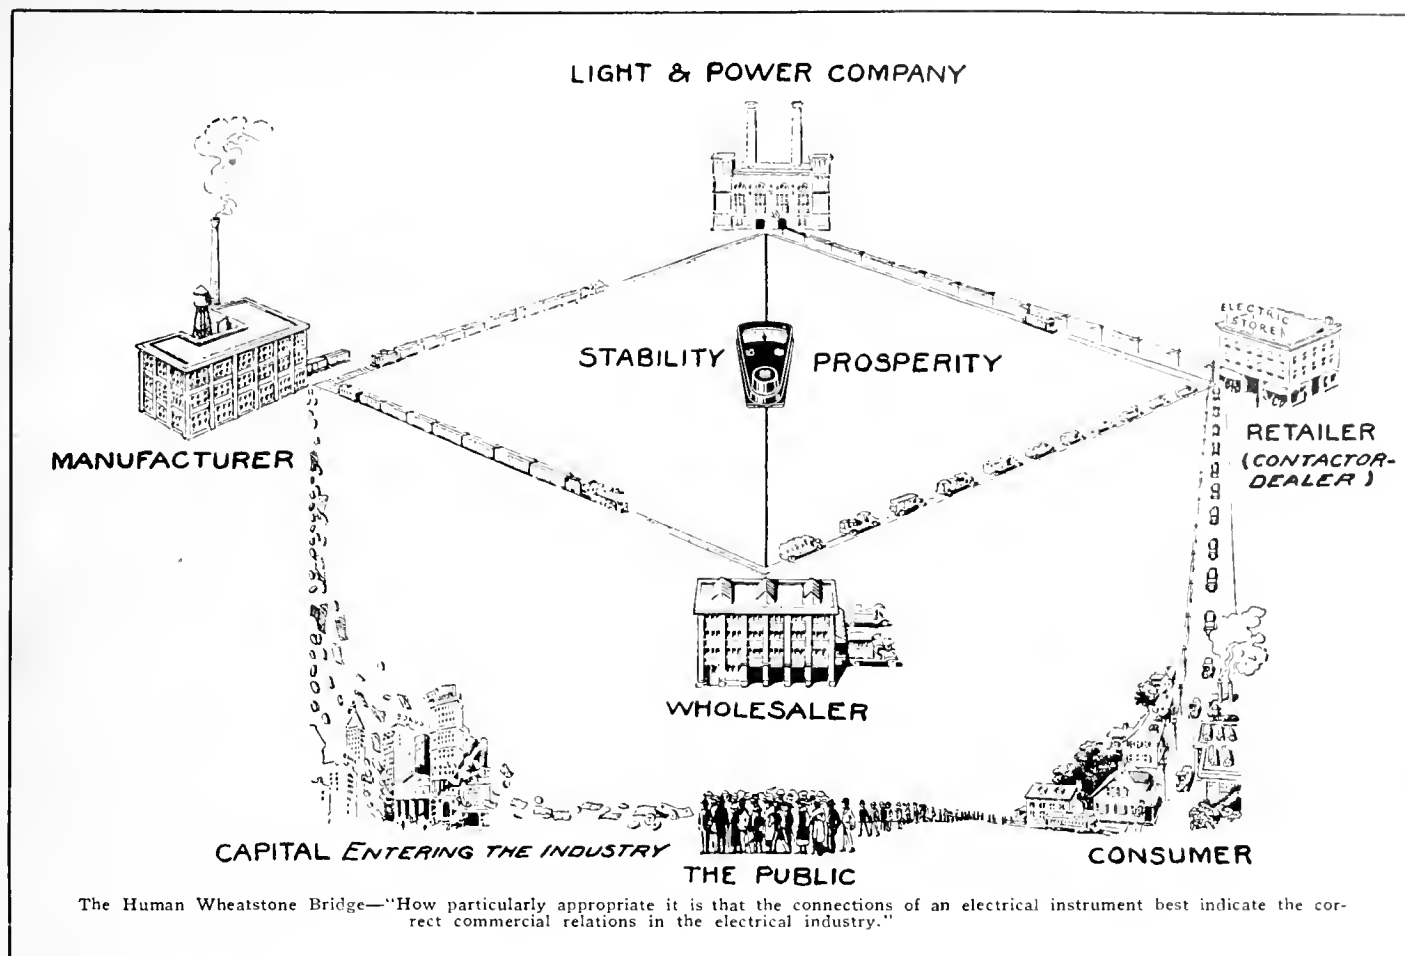 LIGHT & POWER COMPANY
ELECTRIC
STORE
STABILITY PROSPERITY
MANUFACTURER
RETAILER
(CONTACTOR-
DEALER)
WHOLESALER
CAPITAL ENTERING THE INDUSTRY
THE PUBLIC
CONSUMER
The Human Wheatstone Bridge—"How particularly appropriate it is that the connections of an electrical instrument best indicate the cor-
rect commercial relations in the electrical industry."